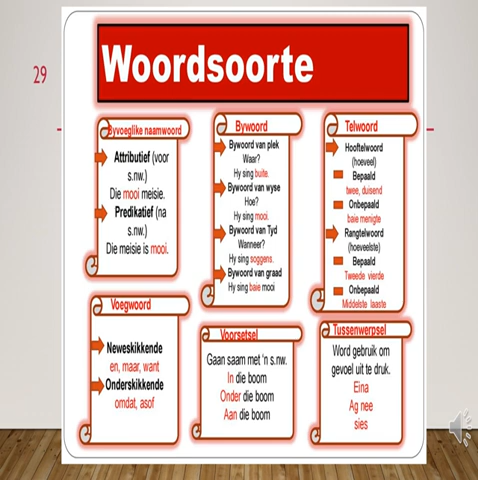 29
Woordsoorte
Byvoeglike naamwoord
Attributief (voor
s.nw.)
Die mooi meisie.
Predikatief (na
s.nw.)
Die meisie is mooi.
Bywoord
Bywoord van plek
Waar?
Hy sing buite.
Bywoord van wyse
Hoe?
Hy sing mooi.
Bywoord van Tyd
Wanneer?
Hy sing soggens.
Bywoord van graad
Hy sing baie mooi
Telwoord
Hooftelwoord
(hoeveel)
Bepaald
twee, duisend
Onbepaald
baie menigte
Rangtelwoord
(hoeveelste)
Bepaald
Tweede vierde
Onbepaald
Middelste laaste
Voegwoord
Neweskikkende
en, maar, want
Onderskikkende
omdat, asof
Voorsetsel
Gaan saam met 'n s.nw.
In die boom
Onder die boom
Aan die boom
Tussenwerpsel
Word gebruik om
gevoel uit te druk.
Eina
Ag nee
sies